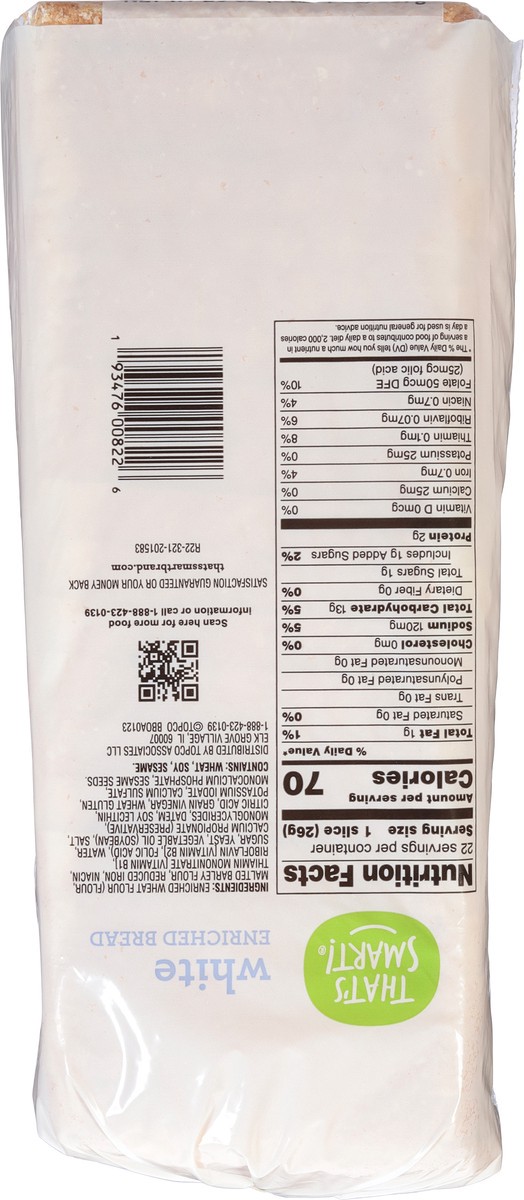 THAT'S
SMART!®
white
ENRICHED BREAD
Nutrition Facts
22 servings per container
Serving size 1 slice (26g)
Amount per serving
Calories 70
% Daily Value*
Total Fat 1g 1%
Saturated Fat 0g 0%
Trans Fat 0g
Polyunsaturated Fat 0g
Monounsaturated Fat 0g
Cholesterol 0mg 0%
Sodium 120mg 5%
Total Carbohydrate 13g 5%
Dietary Fiber 0g 0%
Total Sugars 1g
Includes 1g Added Sugars 2%
Protein 2g
Vitamin D 0mcg 0%
Calcium 25mg 0%
Iron 0.7mg 4%
Potassium 25mg 0%
Thiamin 0.1mg 8%
Riboflavin 0.07mg 6%
Niacin 0.7mg 4%
Folate 50mcg DFE 10%
(25mcg folic acid)
* The % Daily Value (DV) tells you how much a nutrient in
a serving of food contributes to a daily diet. 2,000 calories
a day is used for general nutrition advice.
INGREDIENTS: ENRICHED WHEAT FLOUR (FLOUR,
MALTED BARLEY FLOUR, REDUCED IRON, NIACIN,
THIAMIN MONONITRATE (VITAMIN B1),
RIBOFLAVIN (VITAMIN B2), FOLIC ACID), WATER,
SUGAR, YEAST, VEGETABLE OIL (SOYBEAN), SALT,
CALCIUM PROPIONATE (PRESERVATIVE),
MONOGLYCERIDES, DATEM, SOY LECITHIN,
CITRIC ACID, GRAIN VINEGAR, WHEAT GLUTEN,
POTASSIUM IODATE, CALCIUM SULFATE,
MONOCALCIUM PHOSPHATE, SESAME SEEDS.
CONTAINS: WHEAT, SOY, SESAME.
DISTRIBUTED BY TOPCO ASSOCIATES LLC
ELK GROVE VILLAGE, IL 60007
1-888-423-0139 © TOPCO BBOA0123
Scan here for more food
information or call 1-888-423-0139
SATISFACTION GUARANTEED OR YOUR MONEY BACK
thatssmartbrand.com
R22-321-201583
1 93476 00822 6